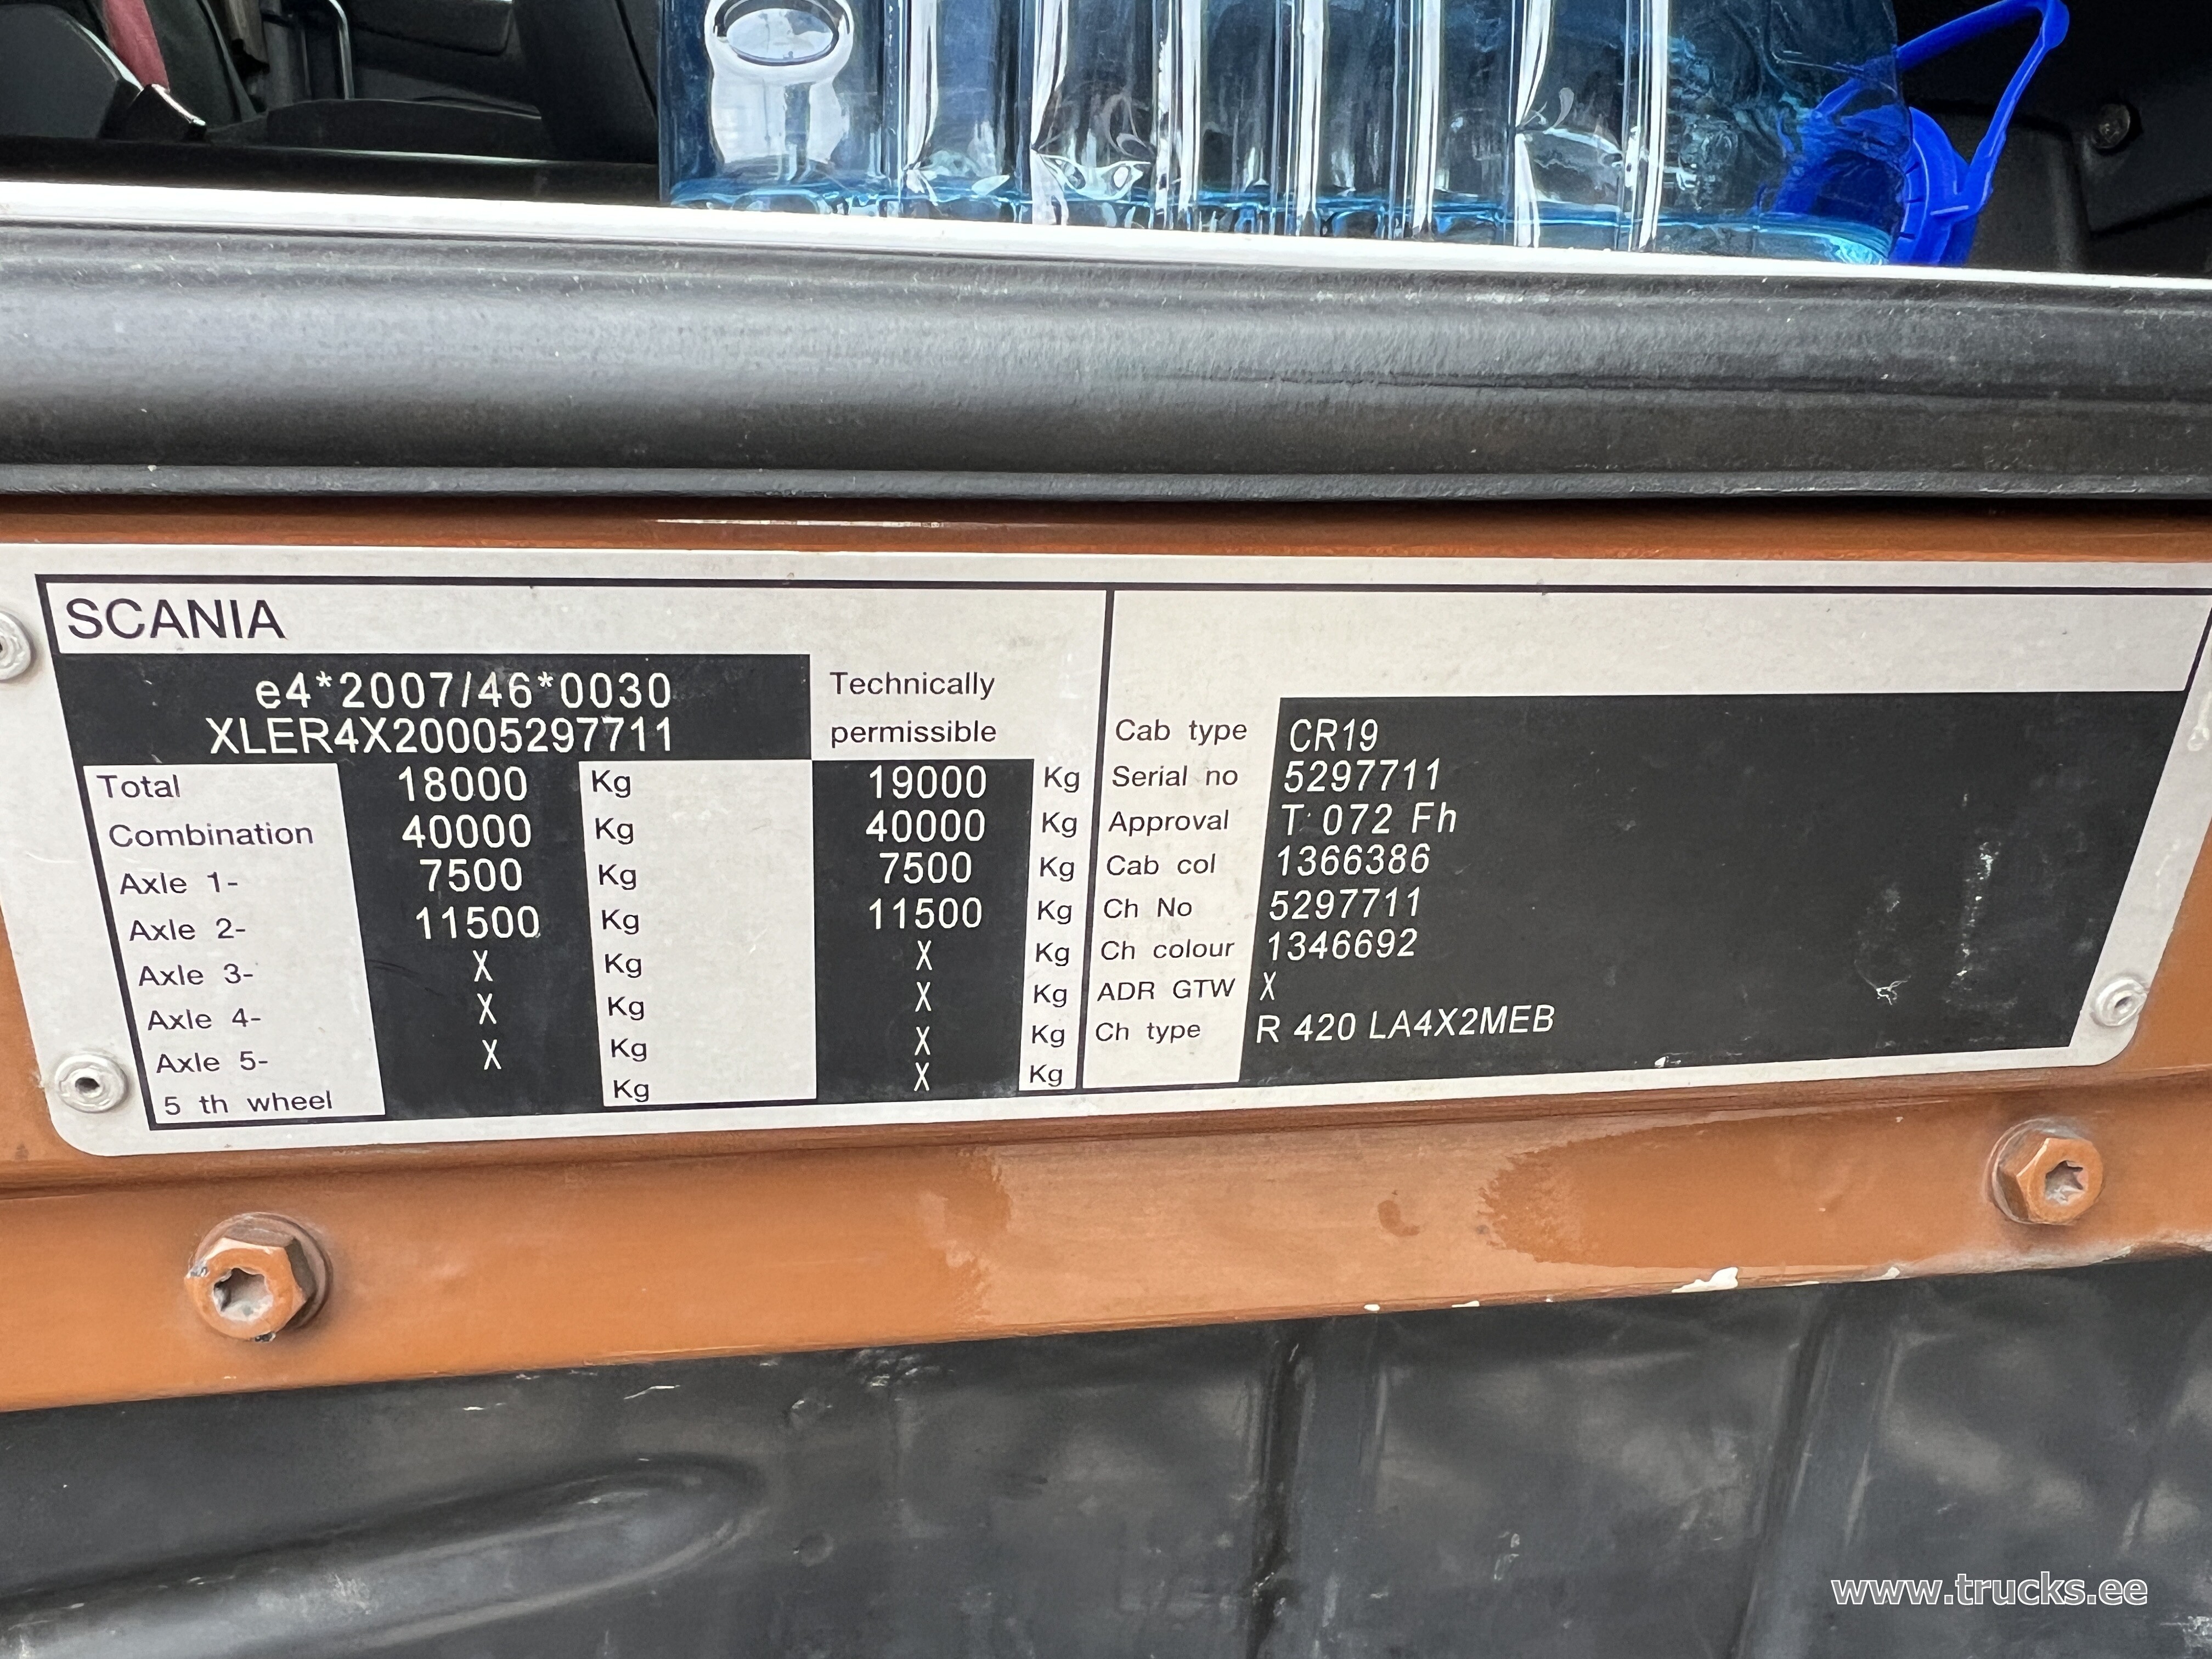 SCANIA
e4*2007/46*0030
XLER4X20005297711
Technically
permissible
Total 18000 Kg 19000 Kg
Combination 40000 Kg 40000 Kg
Axle 1- 7500 Kg 7500 Kg
Axle 2- 11500 Kg 11500 Kg
Axle 3- X Kg X Kg
Axle 4- X Kg X Kg
Axle 5- X Kg X Kg
5 th wheel Kg X Kg
Cab type CR19
Serial no 5297711
Approval T 072 Fh
Cab col 1366386
Ch No 5297711
Ch colour 1346692
ADR GTW X
Ch type R 420 LA4X2MEB
www.trucks.ee